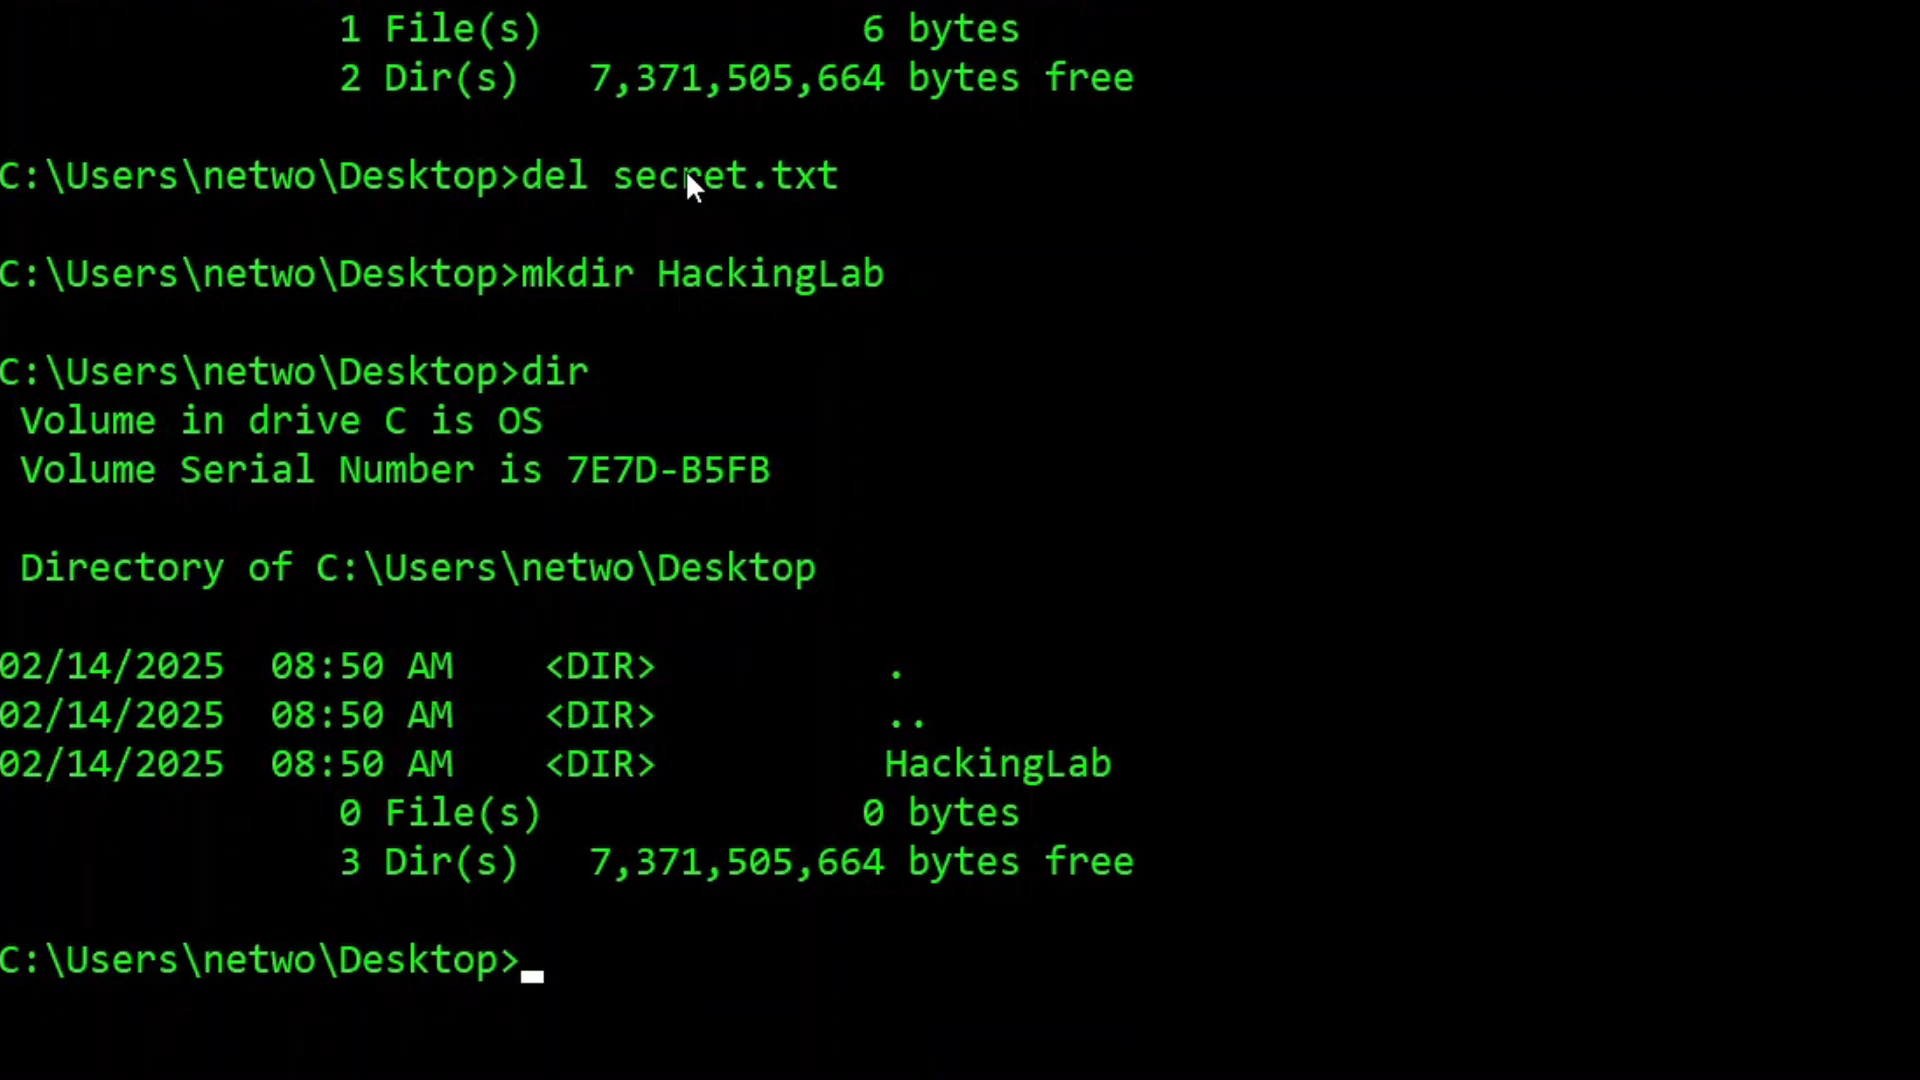 1 File(s) 6 bytes
2 Dir(s) 7,371,505,664 bytes free
C:\Users\netwo\Desktop>del secret.txt
C:\Users\netwo\Desktop>mkdir HackingLab
C:\Users\netwo\Desktop>dir
Volume in drive C is OS
Volume Serial Number is 7E7D-B5FB
Directory of C:\Users\netwo\Desktop
02/14/2025 08:50 AM <DIR> .
02/14/2025 08:50 AM <DIR> ..
02/14/2025 08:50 AM <DIR> HackingLab
0 File(s) 0 bytes
3 Dir(s) 7,371,505,664 bytes free
C:\Users\netwo\Desktop>